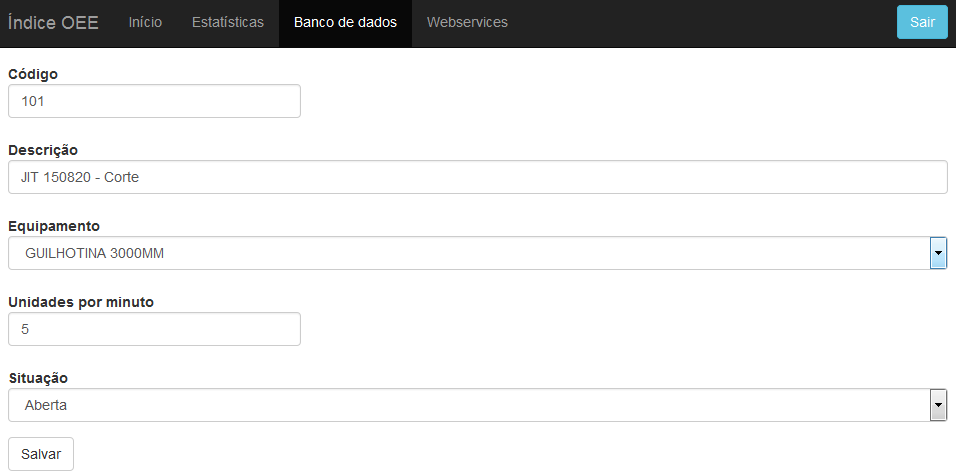 Índice OEE Início Estatísticas Banco de dados Webservices Sair
Código
101
Descrição
JIT 150820 - Corte
Equipamento
GUILHOTINA 3000MM
Unidades por minuto
5
Situação
Aberta
Salvar